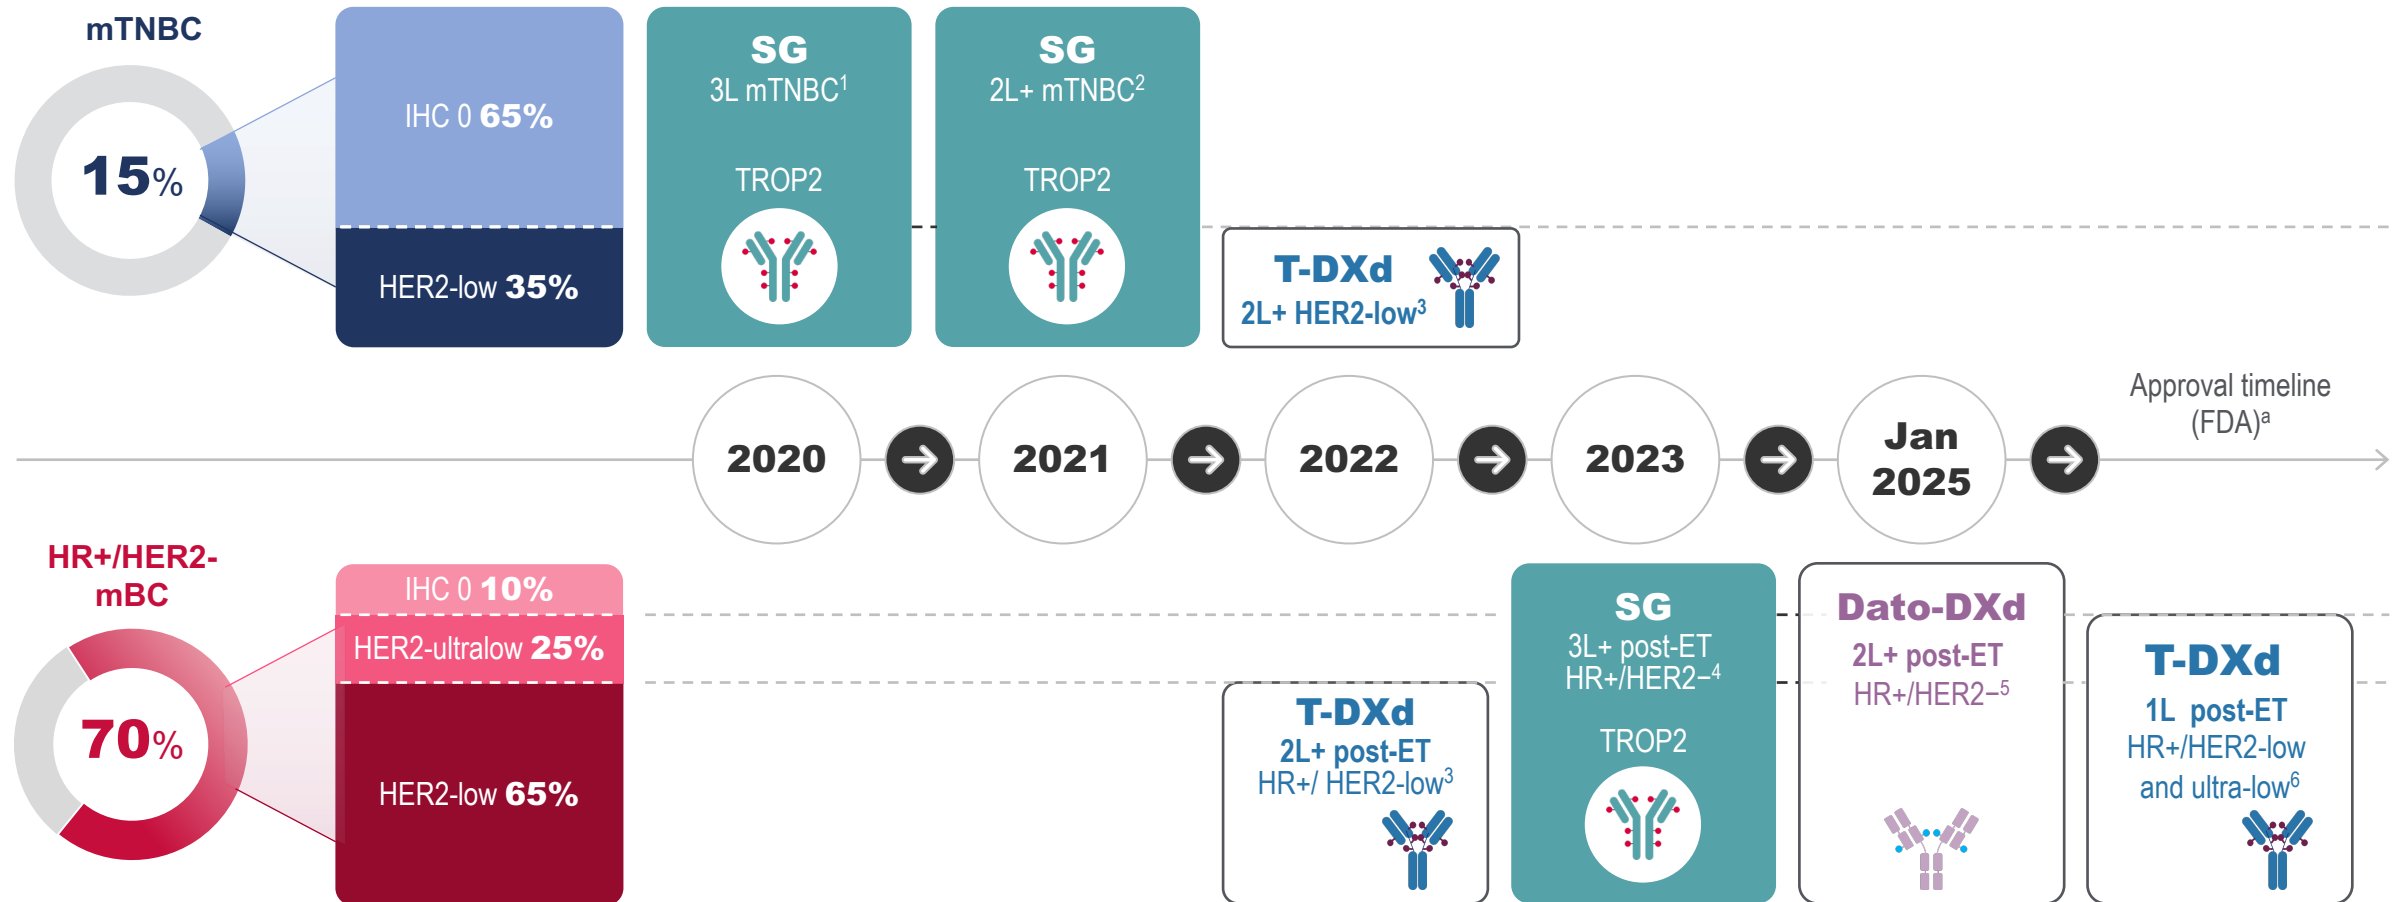 mTNBC
15%
IHC 0 65%
HER2-low 35%
SG
3L mTNBC¹
TROP2
SG
2L+ mTNBC²
TROP2
T-DXd
2L+ HER2-low³
2020
2021
2022
2023
Jan
2025
Approval timeline
(FDA)ᵃ
HR+/HER2-
mBC
70%
IHC 0 10%
HER2-ultralow 25%
HER2-low 65%
T-DXd
2L+ post-ET
HR+/ HER2-low³
SG
3L+ post-ET
HR+/HER2−⁴
TROP2
Dato-DXd
2L+ post-ET
HR+/HER2−⁵
T-DXd
1L post-ET
HR+/HER2-low
and ultra-low⁶